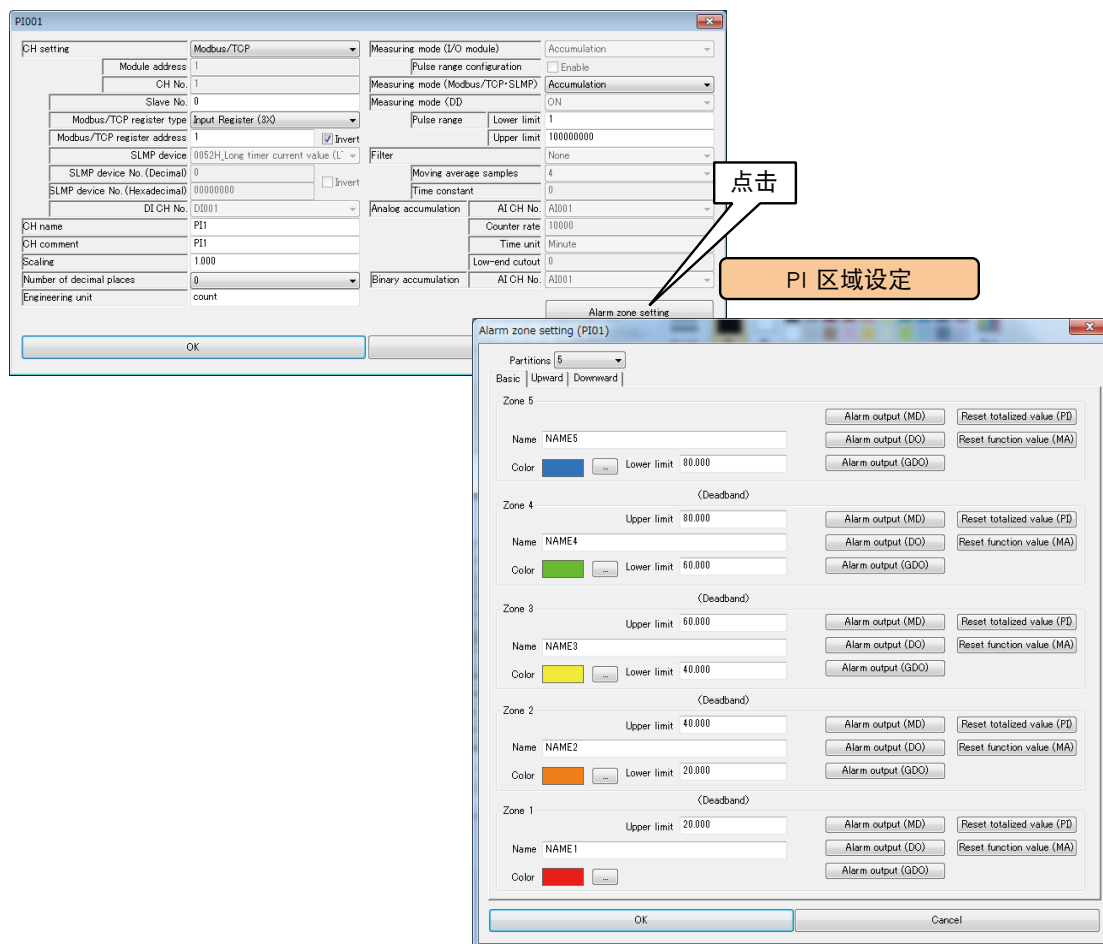 PI001
CH setting Modbus/TCP
Module address 1
CH No. 1
Slave No. 0
Modbus/TCP register type Input Register (3X)
Modbus/TCP register address 1 Invert
SLMP device 0052H_Long timer current value (L
SLMP device No. (Decimal) 0
Invert
SLMP device No. (Hexadecimal) 00000000
DI CH No. DI001
CH name PI1
CH comment PI1
Scaling 1.000
Number of decimal places 0
Engineering unit count
Measuring mode (I/O module) Accumulation
Pulse range configuration Enable
Measuring mode (Modbus/TCP・SLMP) Accumulation
Measuring mode (DI) ON
Pulse range Lower limit 1
Upper limit 100000000
Filter None
Moving average samples 4
Time constant 0
Analog accumulation AI CH No. AI001
Counter rate 10000
Time unit Minute
Low-end cutout 0
Binary accumulation AI CH No. AI001
Alarm zone setting
OK
点击
PI 区域设定
Alarm zone setting (PI01)
Partitions 5
Basic Upward Downward
Zone 5
Alarm output (MD) Reset totalized value (PI)
Name NAME5 Alarm output (DO) Reset function value (MA)
Color ... Lower limit 80.000 Alarm output (GDO)
(Deadband)
Zone 4
Upper limit 80.000 Alarm output (MD) Reset totalized value (PI)
Name NAME4 Alarm output (DO) Reset function value (MA)
Color ... Lower limit 60.000 Alarm output (GDO)
(Deadband)
Zone 3
Upper limit 60.000 Alarm output (MD) Reset totalized value (PI)
Name NAME3 Alarm output (DO) Reset function value (MA)
Color ... Lower limit 40.000 Alarm output (GDO)
(Deadband)
Zone 2
Upper limit 40.000 Alarm output (MD) Reset totalized value (PI)
Name NAME2 Alarm output (DO) Reset function value (MA)
Color ... Lower limit 20.000 Alarm output (GDO)
(Deadband)
Zone 1
Upper limit 20.000 Alarm output (MD) Reset totalized value (PI)
Name NAME1 Alarm output (DO) Reset function value (MA)
Color ... Alarm output (GDO)
OK Cancel